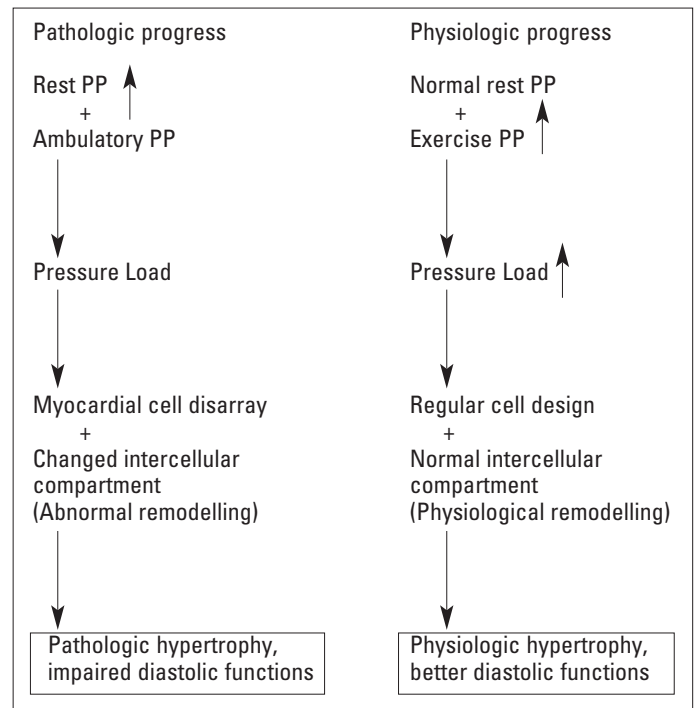 Pathologic progress
Rest PP
+
Ambulatory PP
Pressure Load
Myocardial cell disarray
+
Changed intercellular
compartment
(Abnormal remodelling)
Pathologic hypertrophy,
impaired diastolic functions
Physiologic progress
Normal rest PP
+
Exercise PP
Pressure Load
Regular cell design
+
Normal intercellular
compartment
(Physiological remodelling)
Physiologic hypertrophy,
better diastolic functions